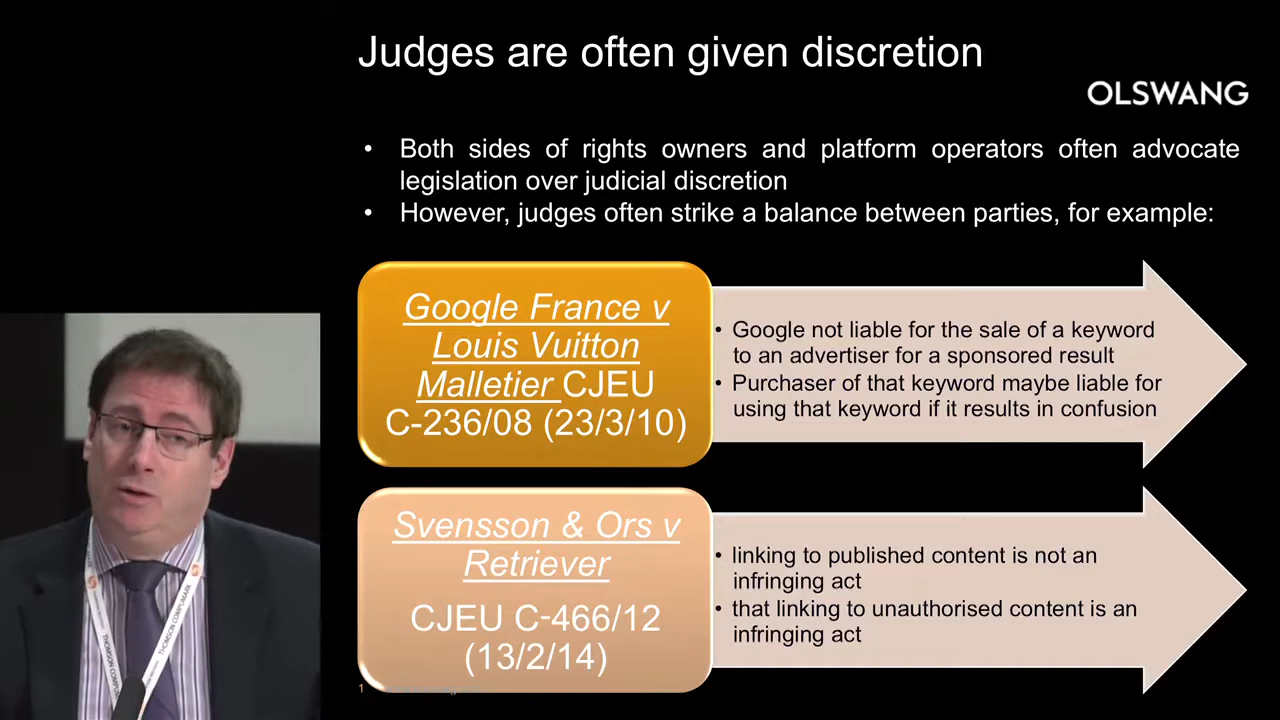 Judges are often given discretion
OLSWANG
• Both sides of rights owners and platform operators often advocate
legislation over judicial discretion
• However, judges often strike a balance between parties, for example:
Google France v
Louis Vuitton
Malletier CJEU
C-236/08 (23/3/10)
• Google not liable for the sale of a keyword
to an advertiser for a sponsored result
• Purchaser of that keyword maybe liable for
using that keyword if it results in confusion
Svensson & Ors v
Retriever
CJEU C-466/12
(13/2/14)
• linking to published content is not an
infringing act
• that linking to unauthorised content is an
infringing act
1
THOMSON COMPUMARK